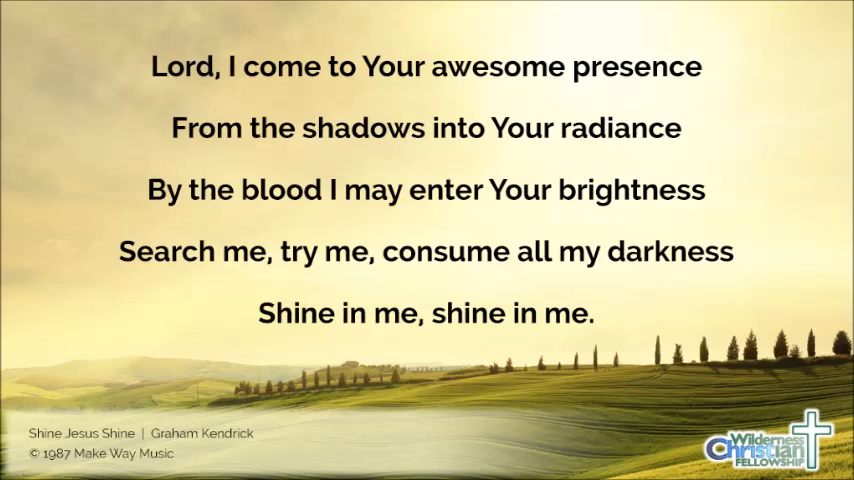 Lord, I come to Your awesome presence
From the shadows into Your radiance
By the blood I may enter Your brightness
Search me, try me, consume all my darkness
Shine in me, shine in me.
Shine Jesus Shine | Graham Kendrick
© 1987 Make Way Music
Wilderness
Christian
FELLOWSHIP